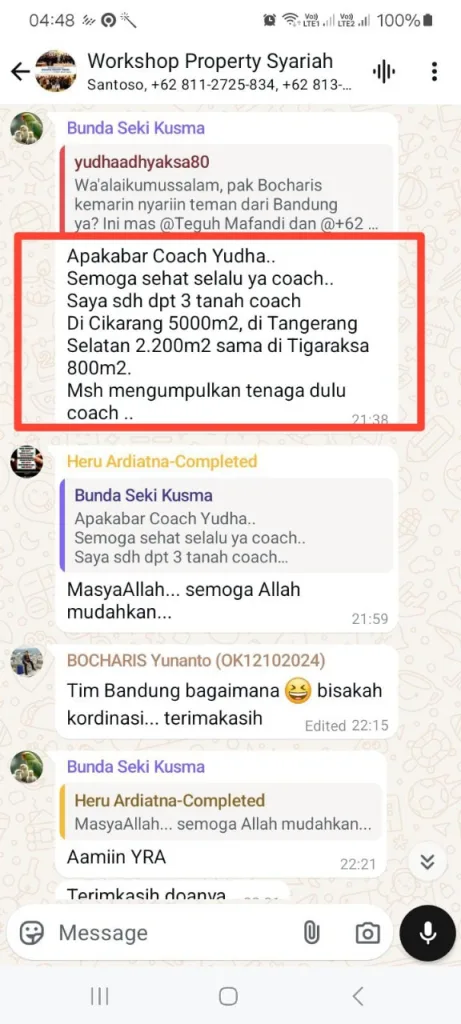 04:48
Vo)) LTE1
Vo)) LTE2
100%
Workshop Property Syariah
Santoso, +62 811-2725-834, +62 813-...
Bunda Seki Kusma
yudhaadhyaksa80
Wa'alaikumussalam, pak Bocharis
kemarin nyariin teman dari Bandung
ya? Ini mas @Teguh Mafandi dan @+62 ...
Apakabar Coach Yudha..
Semoga sehat selalu ya coach..
Saya sdh dpt 3 tanah coach
Di Cikarang 5000m2, di Tangerang
Selatan 2.200m2 sama di Tigaraksa
800m2.
Msh mengumpulkan tenaga dulu
coach ..
21:38
Heru Ardiatna-Completed
Bunda Seki Kusma
Apakabar Coach Yudha..
Semoga sehat selalu ya coach..
Saya sdh dpt 3 tanah coach...
MasyaAllah... semoga Allah
mudahkan...
21:59
BOCHARIS Yunanto (OK12102024)
Tim Bandung bagaimana 😆 bisakah
kordinasi... terimakasih
Edited 22:15
Bunda Seki Kusma
Heru Ardiatna-Completed
MasyaAllah... semoga Allah mudahkan...
Aamiin YRA
22:21
Terimkasih doanya
Message